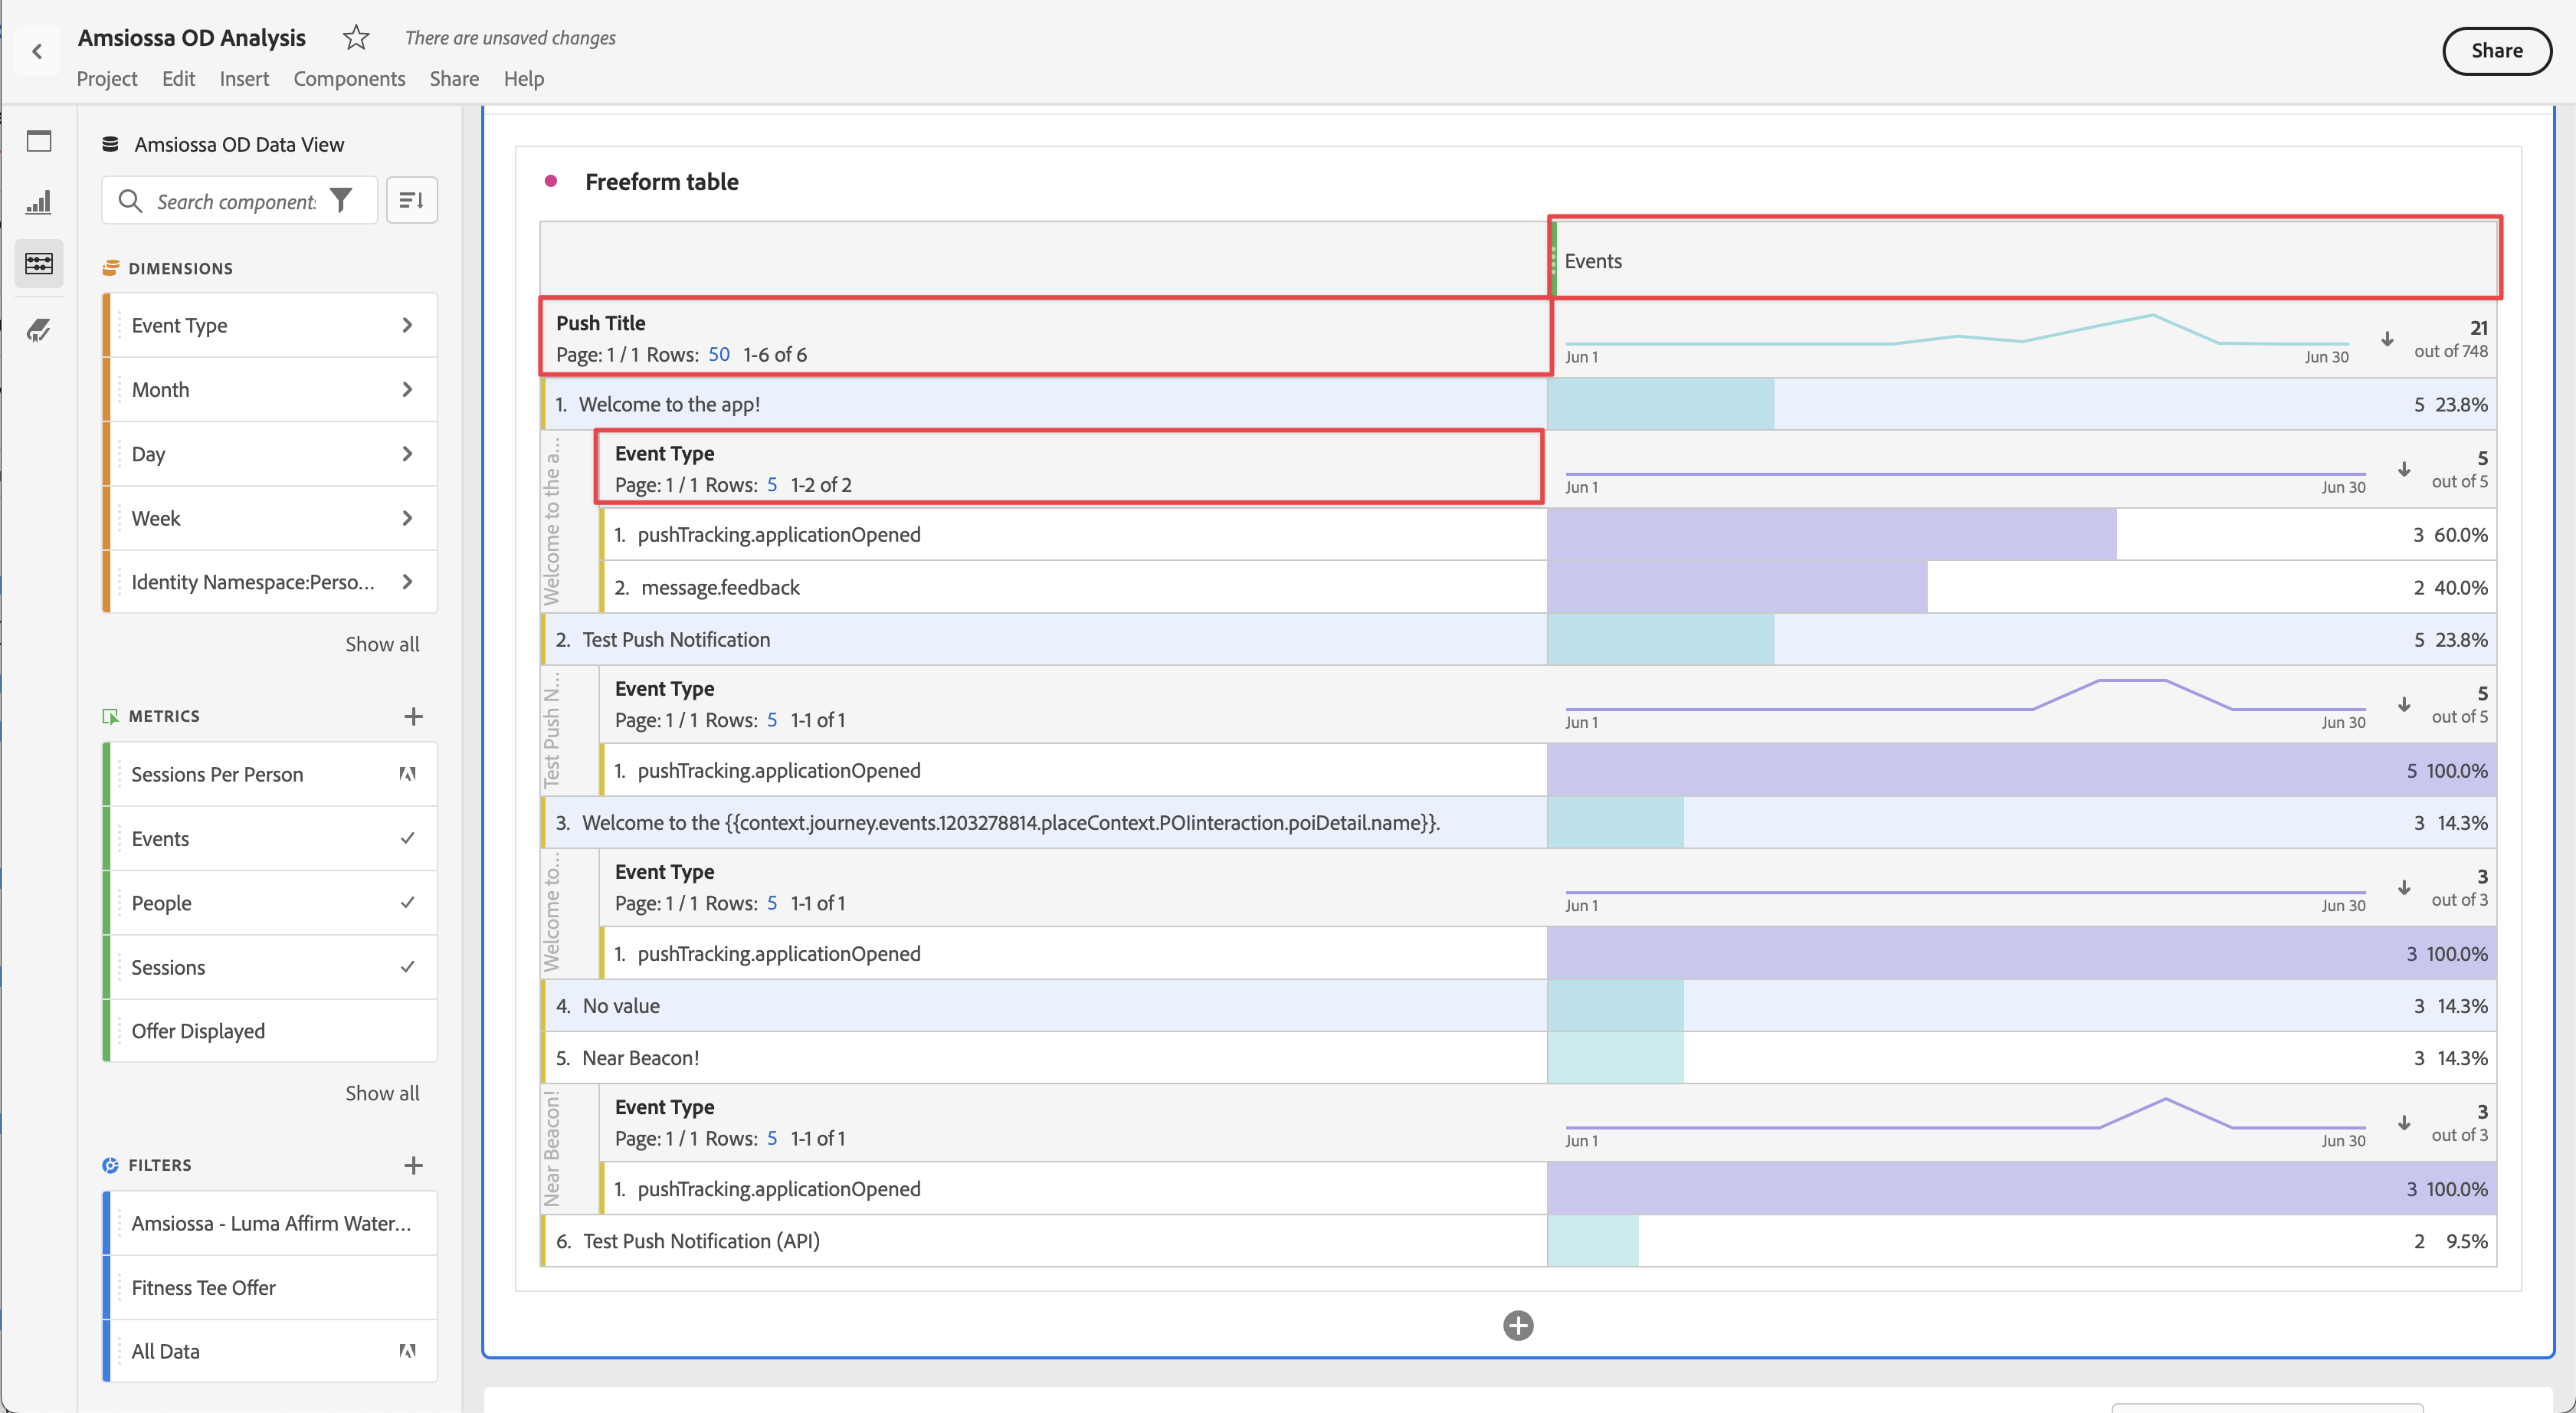 Amsiossa OD Analysis
There are unsaved changes
Share
Project Edit Insert Components Share Help
Amsiossa OD Data View
Search component
DIMENSIONS
Event Type
Month
Day
Week
Identity Namespace:Perso...
Show all
METRICS
Sessions Per Person
Events
People
Sessions
Offer Displayed
Show all
FILTERS
Amsiossa - Luma Affirm Water...
Fitness Tee Offer
All Data
Freeform table
Events
Push Title
Page: 1 / 1 Rows: 50 1-6 of 6
Jun 1 Jun 30
21
out of 748
1. Welcome to the app! 5 23.8%
Welcome to the a...
Event Type
Page: 1 / 1 Rows: 5 1-2 of 2
Jun 1 Jun 30
5
out of 5
1. pushTracking.applicationOpened 3 60.0%
2. message.feedback 2 40.0%
2. Test Push Notification 5 23.8%
Test Push N...
Event Type
Page: 1 / 1 Rows: 5 1-1 of 1
Jun 1 Jun 30
5
out of 5
1. pushTracking.applicationOpened 5 100.0%
3. Welcome to the {{context.journey.events.1203278814.placeContext.POIinteraction.poiDetail.name}}. 3 14.3%
Welcome to...
Event Type
Page: 1 / 1 Rows: 5 1-1 of 1
Jun 1 Jun 30
3
out of 3
1. pushTracking.applicationOpened 3 100.0%
4. No value 3 14.3%
5. Near Beacon! 3 14.3%
Near Beacon!
Event Type
Page: 1 / 1 Rows: 5 1-1 of 1
Jun 1 Jun 30
3
out of 3
1. pushTracking.applicationOpened 3 100.0%
6. Test Push Notification (API) 2 9.5%